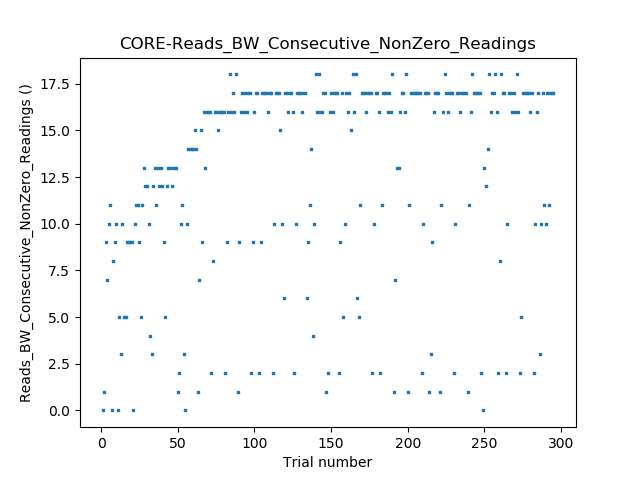 CORE-Reads_BW_Consecutive_NonZero_Readings
Reads_BW_Consecutive_NonZero_Readings ()
17.5
15.0
12.5
10.0
7.5
5.0
2.5
0.0
0 50 100 150 200 250 300
Trial number